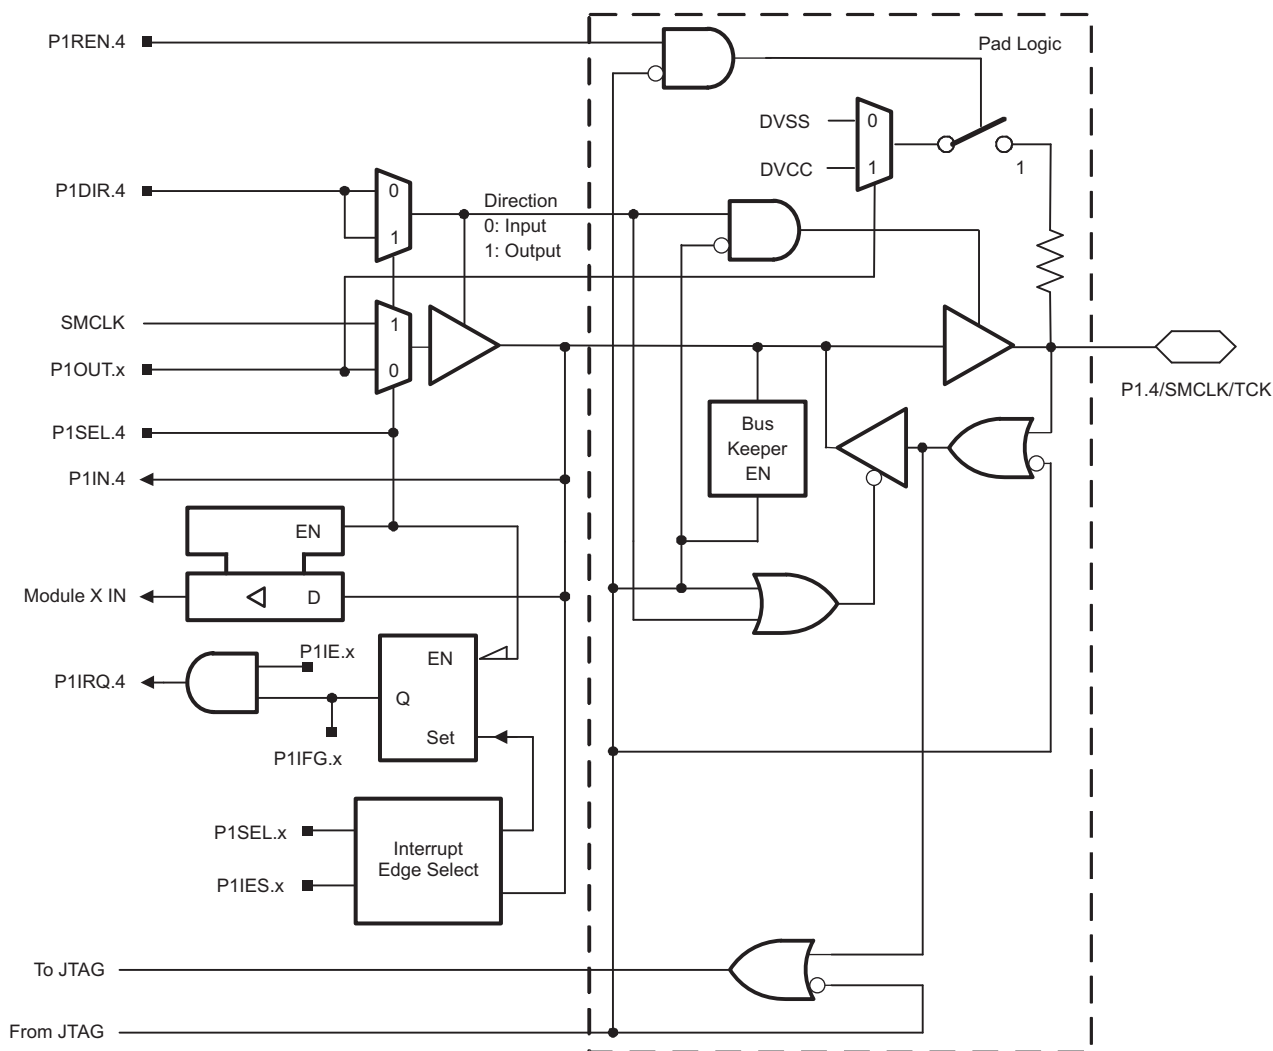 P1REN.4
Pad Logic
DVSS
0
DVCC
1
1
P1DIR.4
0
1
Direction
0: Input
1: Output
SMCLK
1
P1OUT.x
0
P1.4/SMCLK/TCK
P1SEL.4
Bus
Keeper
EN
P1IN.4
EN
Module X IN
D
P1IE.x
EN
P1IRQ.4
Q
Set
P1IFG.x
P1SEL.x
Interrupt
Edge Select
P1IES.x
To JTAG
From JTAG